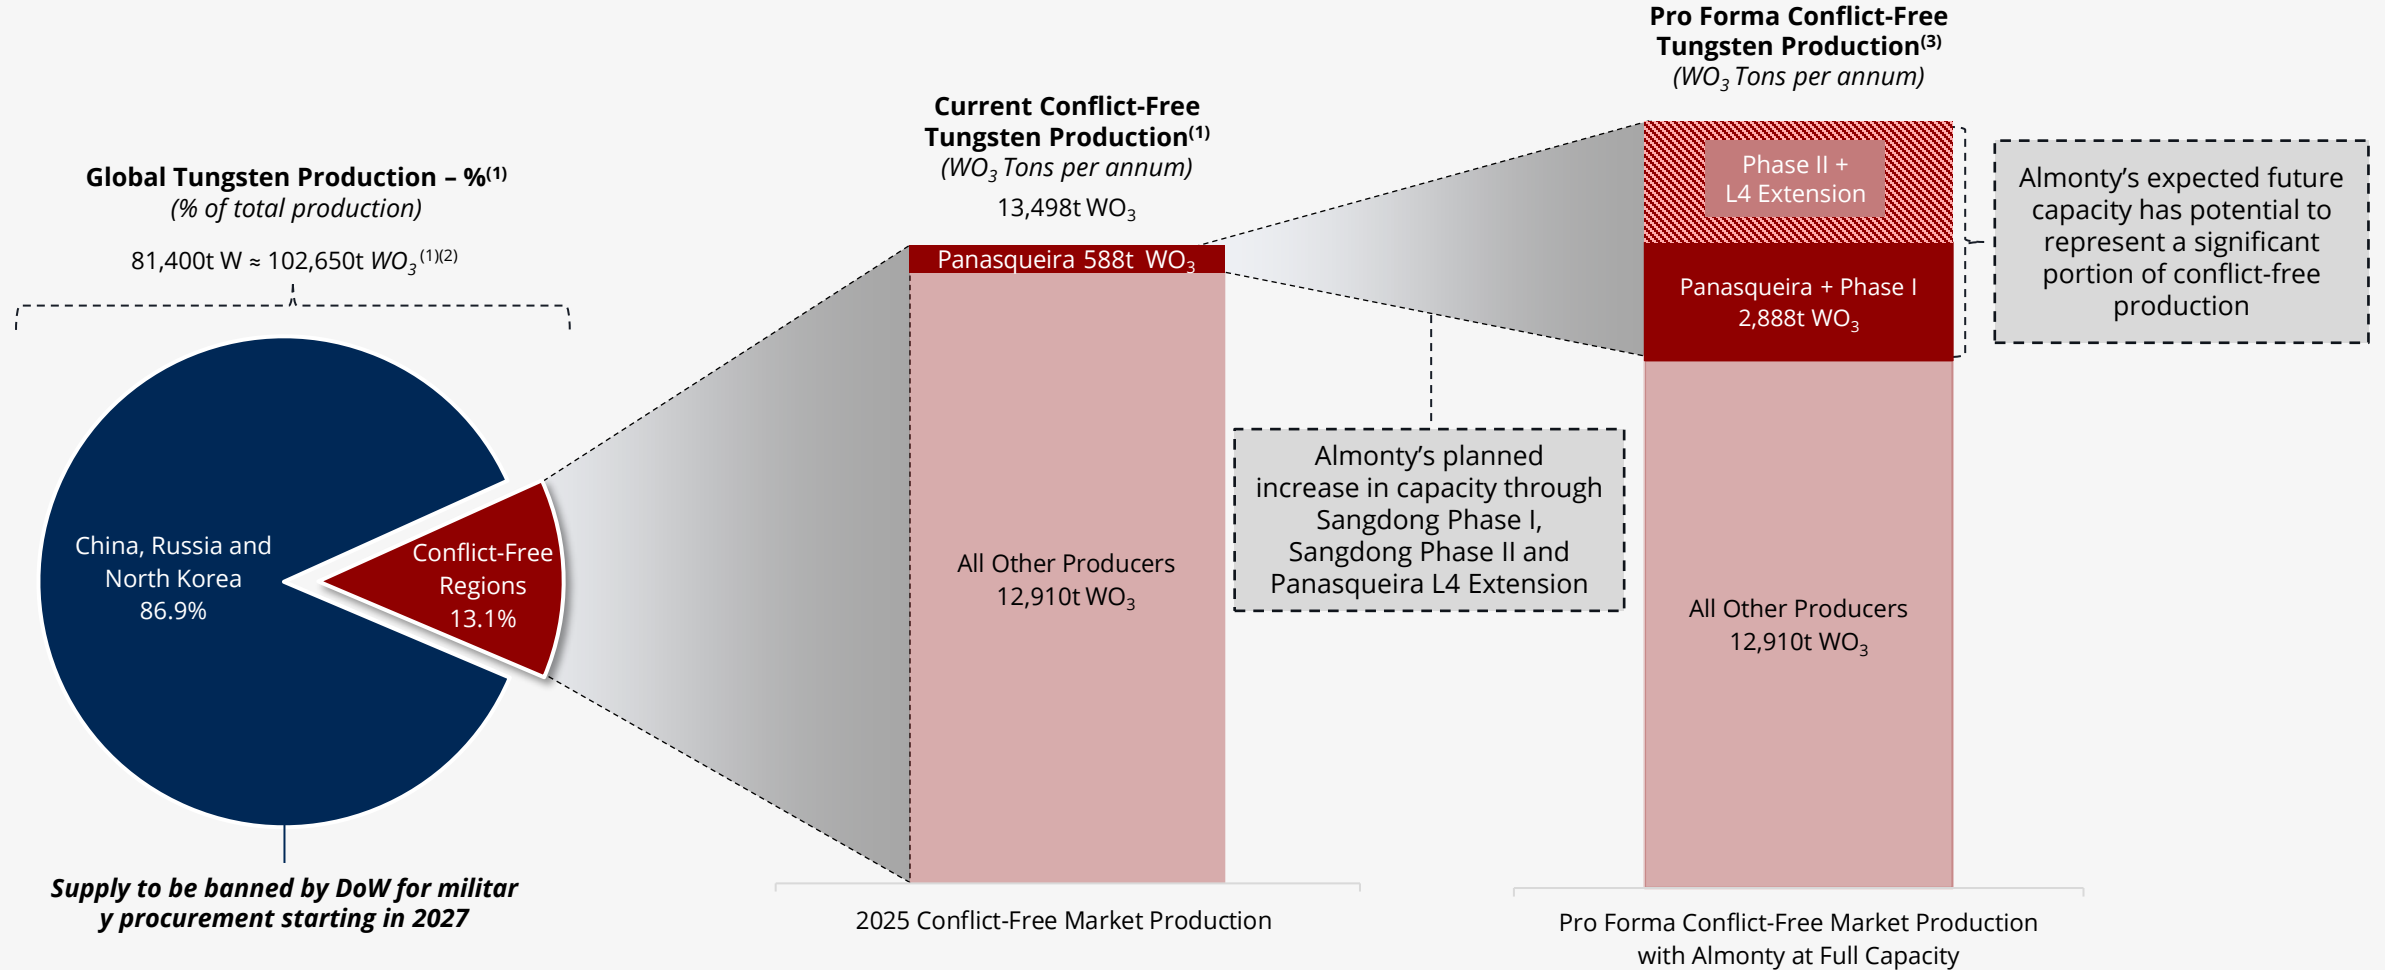 Global Tungsten Production – %(1)
(% of total production)
81,400t W ≈ 102,650t WO3 (1)(2)
China, Russia and
North Korea
86.9%
Conflict-Free
Regions
13.1%
Supply to be banned by DoW for militar
y procurement starting in 2027
Current Conflict-Free
Tungsten Production(1)
(WO3 Tons per annum)
13,498t WO3
Panasqueira 588t WO3
All Other Producers
12,910t WO3
2025 Conflict-Free Market Production
Almonty’s planned
increase in capacity through
Sangdong Phase I,
Sangdong Phase II and
Panasqueira L4 Extension
Pro Forma Conflict-Free
Tungsten Production(3)
(WO3 Tons per annum)
Phase II +
L4 Extension
Panasqueira + Phase I
2,888t WO3
All Other Producers
12,910t WO3
Pro Forma Conflict-Free Market Production
with Almonty at Full Capacity
Almonty’s expected future
capacity has potential to
represent a significant
portion of conflict-free
production